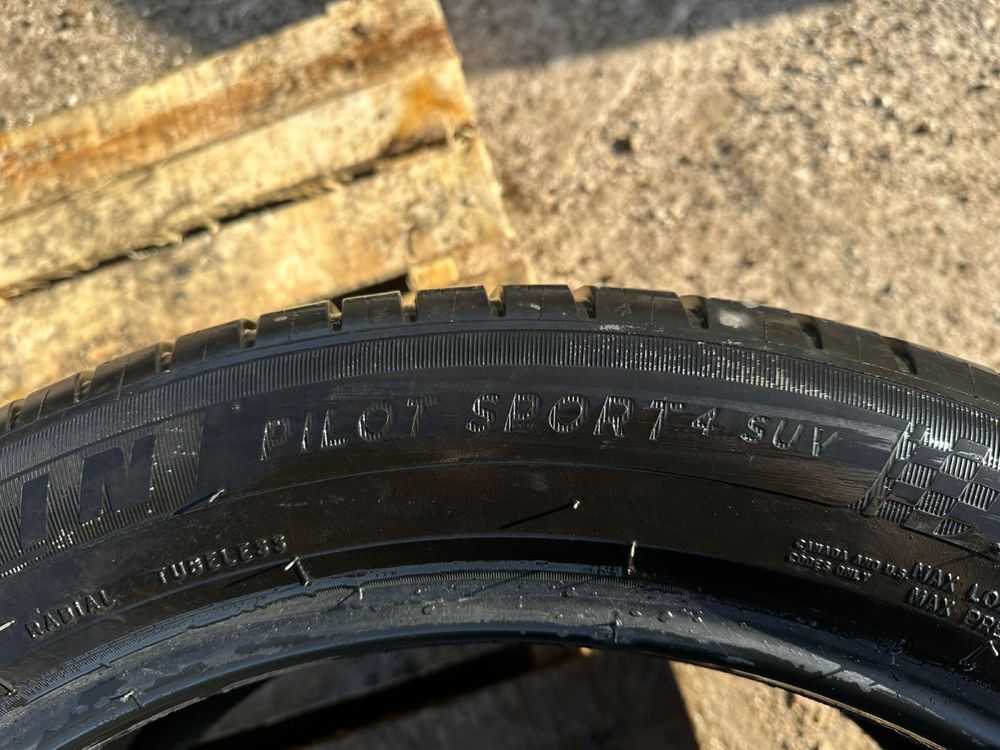 IN
PILOT SPORT 4 SUV
RADIAL TUBELESS
CANADA AND U.S.
CODES ONLY
MAX LO
MAX PR